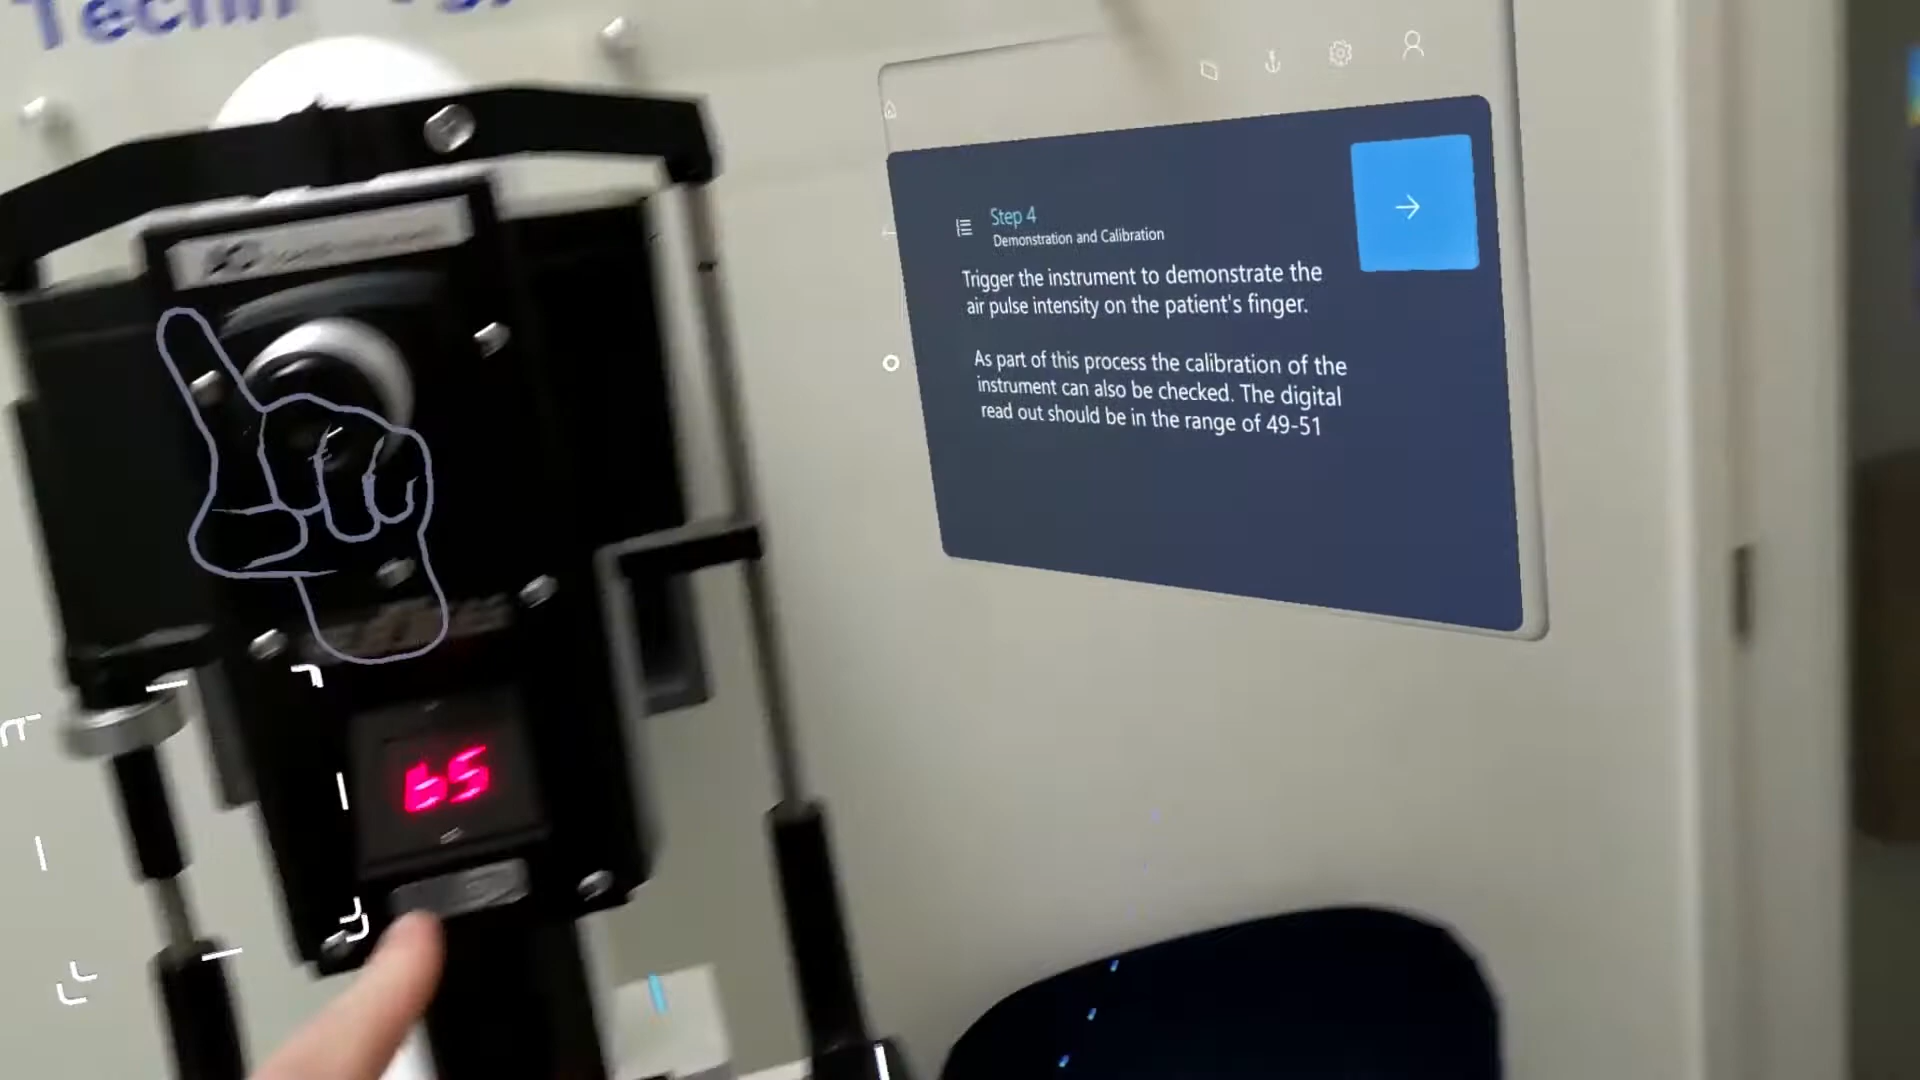 Step 4
Demonstration and Calibration
Trigger the instrument to demonstrate the
air pulse intensity on the patient's finger.
As part of this process the calibration of the
instrument can also be checked. The digital
read out should be in the range of 49-51